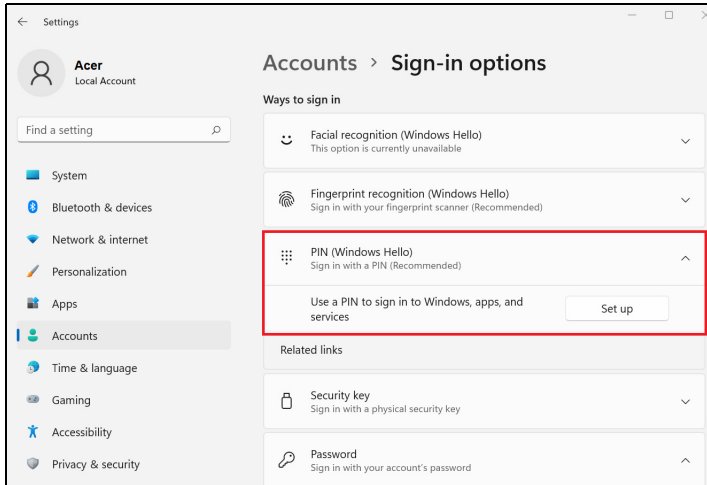 Settings
Acer
Local Account
Find a setting
System
Bluetooth & devices
Network & internet
Personalization
Apps
Accounts
Time & language
Gaming
Accessibility
Privacy & security
Accounts > Sign-in options
Ways to sign in
Facial recognition (Windows Hello)
This option is currently unavailable
Fingerprint recognition (Windows Hello)
Sign in with your fingerprint scanner (Recommended)
PIN (Windows Hello)
Sign in with a PIN (Recommended)
Use a PIN to sign in to Windows, apps, and
services
Set up
Related links
Security key
Sign in with a physical security key
Password
Sign in with your account's password